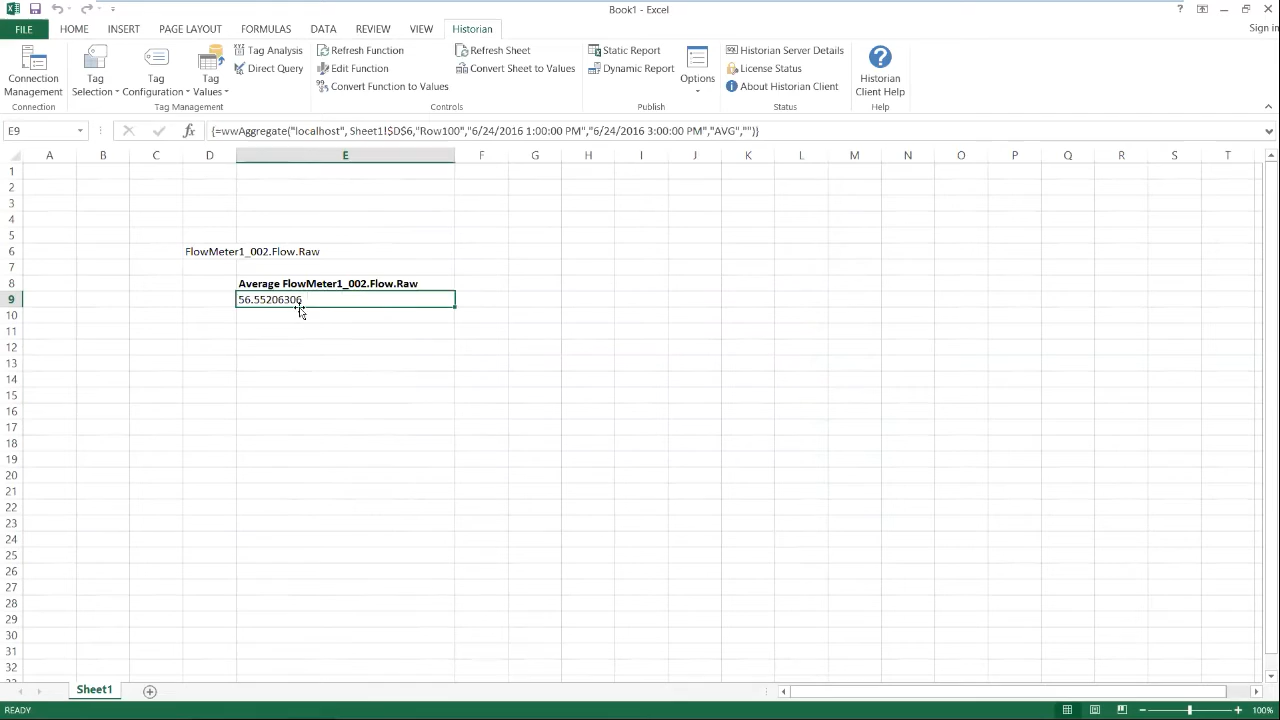 Book1 - Excel
?
Sign in
FILE HOME INSERT PAGE LAYOUT FORMULAS DATA REVIEW VIEW Historian
Connection Management
Connection
Tag Selection
Tag Configuration
Tag Values
Tag Analysis
Direct Query
Tag Management
Refresh Function
Edit Function
Convert Function to Values
Refresh Sheet
Convert Sheet to Values
Controls
Static Report
Dynamic Report
Options
Publish
Historian Server Details
License Status
About Historian Client
Status
Historian Client Help
Help
E9 fx {=wwAggregate("localhost", Sheet1!$D$6,"Row100","6/24/2016 1:00:00 PM","6/24/2016 3:00:00 PM","AVG","")}
A B C D E F G H I J K L M N O P Q R S T
1
2
3
4
5
6 FlowMeter1_002.Flow.Raw
7
8 Average FlowMeter1_002.Flow.Raw
9 56.55206306
10
11
12
13
14
15
16
17
18
19
20
21
22
23
24
25
26
27
28
29
30
31
32
Sheet1
READY
100%